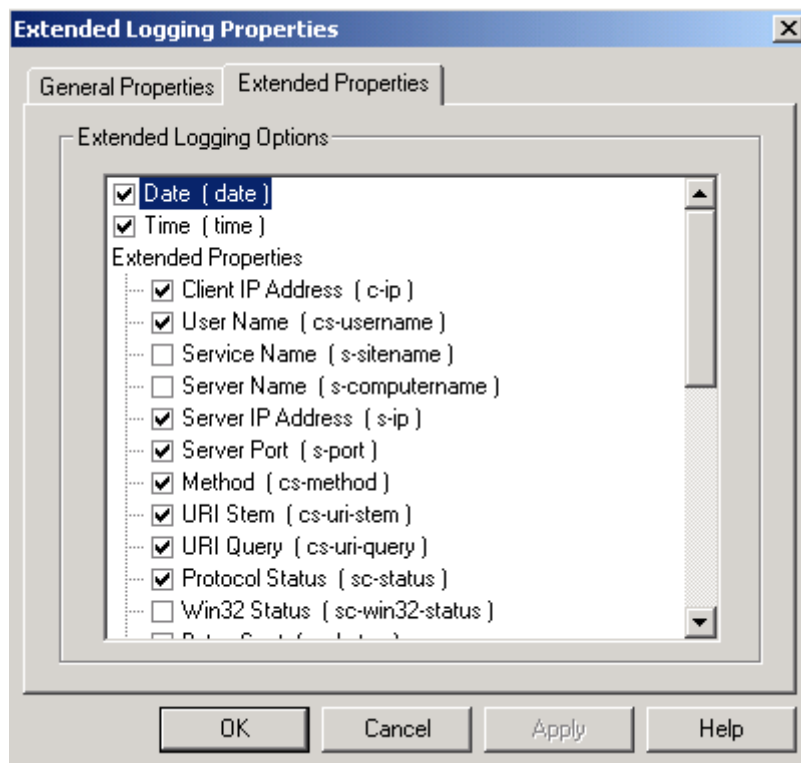 Extended Logging Properties
General Properties Extended Properties
Extended Logging Options
Date ( date )
Time ( time )
Extended Properties
Client IP Address ( c-ip )
User Name ( cs-username )
Service Name ( s-sitename )
Server Name ( s-computername )
Server IP Address ( s-ip )
Server Port ( s-port )
Method ( cs-method )
URI Stem ( cs-uri-stem )
URI Query ( cs-uri-query )
Protocol Status ( sc-status )
Win32 Status ( sc-win32-status )
OK Cancel Apply Help